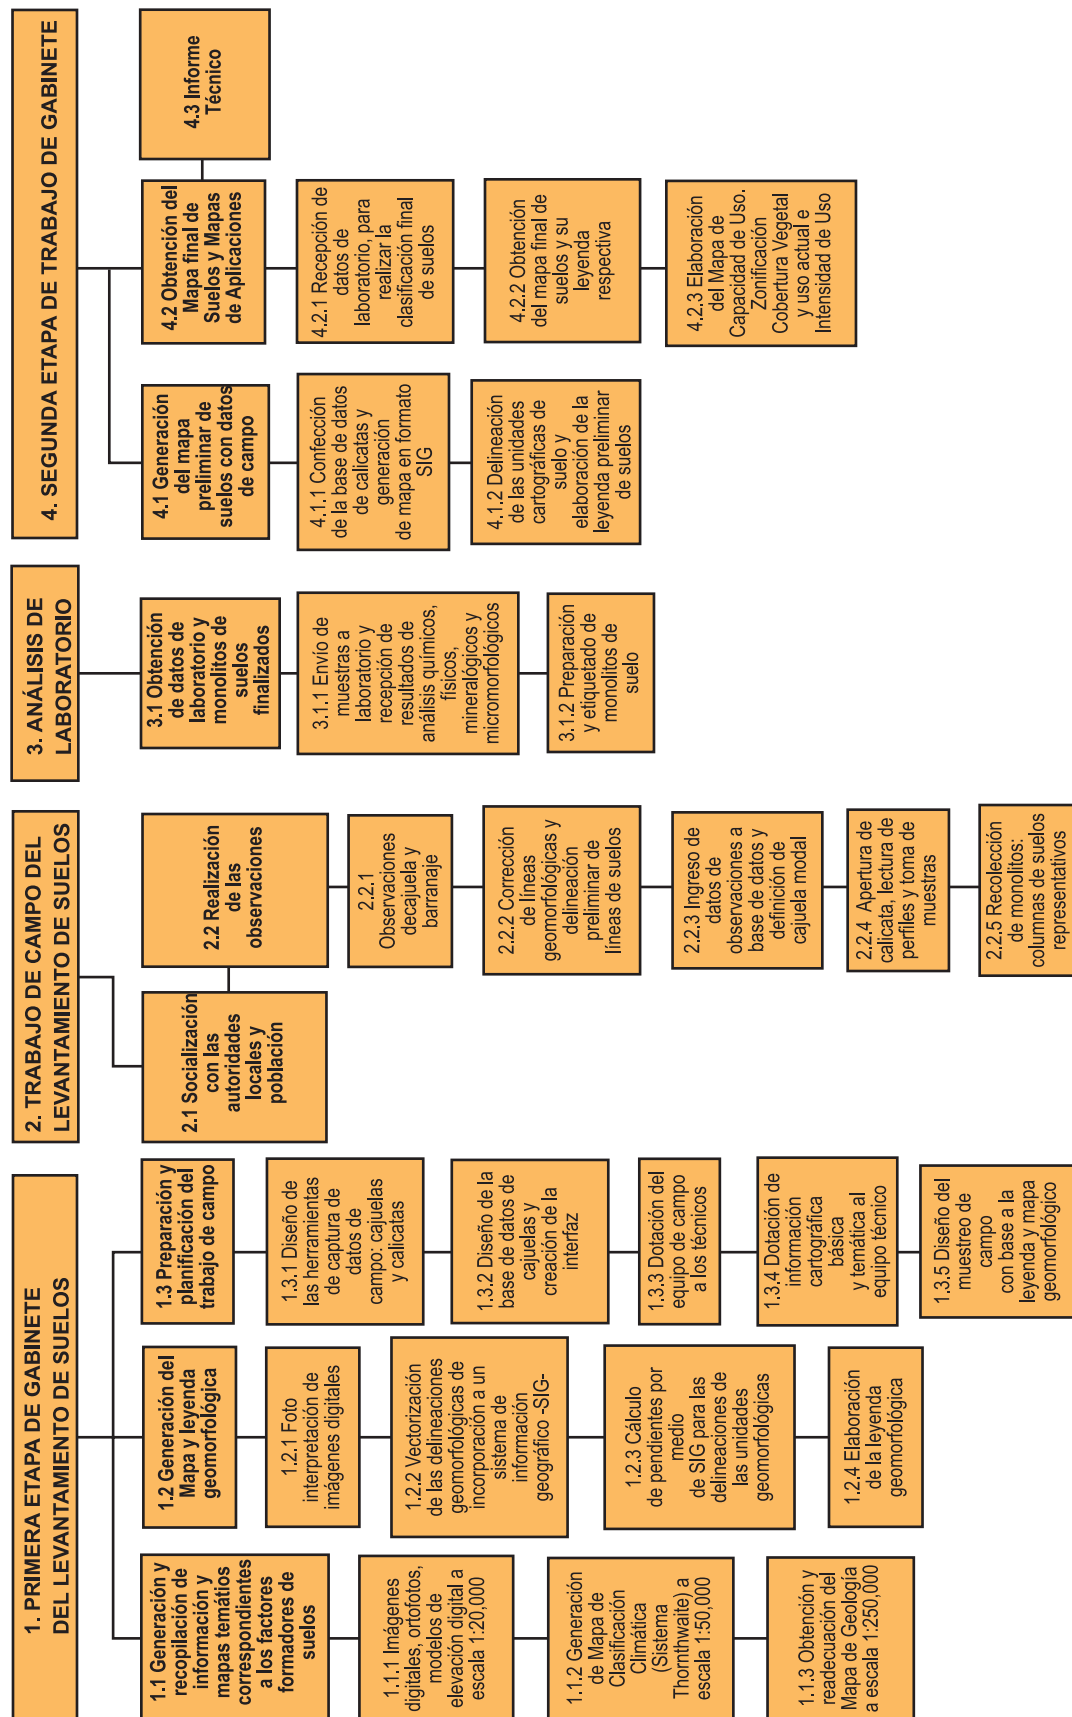 1. PRIMERA ETAPA DE GABINETE
DEL LEVANTAMIENTO DE SUELOS
1.1 Generación y
recopilación de
información y
mapas temátios
correspondientes
a los factores
formadores de
suelos
1.1.1 Imágenes
digitales, ortofotos,
modelos de
elevación digital a
escala 1:20,000
1.1.2 Generación
de Mapa de
Clasificación
Climática
(Sistema
Thornthwaite) a
escala 1:50,000
1.1.3 Obtención y
readecuación del
Mapa de Geología
a escala 1:250,000
1.2 Generación del
Mapa y leyenda
geomorfológica
1.2.1 Foto
interpretación de
imágenes digitales
1.2.2 Vectorización
de las delineaciones
geomorfológicas de
incorporación a un
sistema de
información
geográfico -SIG-
1.2.3 Cálculo
de pendientes por
medio
de SIG para las
delineaciones de
las unidades
geomorfológicas
1.2.4 Elaboración
de la leyenda
geomorfológica
1.3 Preparación y
planificación del
trabajo de campo
1.3.1 Diseño de
las herramientas
de captura de
datos de
campo: cajuelas
y calicatas
1.3.2 Diseño de la
base de datos de
cajuelas y
creación de la
interfaz
1.3.3 Dotación del
equipo de campo
a los técnicos
1.3.4 Dotación de
información
cartográfica
básica
y temática al
equipo técnico
1.3.5 Diseño del
muestreo de
campo
con base a la
leyenda y mapa
geomorfológico
2. TRABAJO DE CAMPO DEL
LEVANTAMIENTO DE SUELOS
2.1 Socialización
con las
autoridades
locales y
población
2.2 Realización
de las
observaciones
2.2.1
Observaciones
decajuela y
barranaje
2.2.2 Corrección
de líneas
geomorfológicas y
delineación
preliminar de
líneas de suelos
2.2.3 Ingreso de
datos de
observaciones a
base de datos y
definición de
cajuela modal
2.2.4 Apertura de
calicata, lectura de
perfiles y toma de
muestras
2.2.5 Recolección
de monolitos:
columnas de suelos
representativos
3. ANÁLISIS DE
LABORATORIO
3.1 Obtención
de datos de
laboratorio y
monolitos de
suelos
finalizados
3.1.1 Envío de
muestras a
laboratorio y
recepción de
resultados de
análisis químicos,
físicos,
mineralógicos y
micromorfológicos
3.1.2 Preparación
y etiquetado de
monolitos de
suelo
4. SEGUNDA ETAPA DE TRABAJO DE GABINETE
4.1 Generación
del mapa
preliminar de
suelos con datos
de campo
4.1.1 Confección
de la base de datos
de calicatas y
generación
de mapa en formato
SIG
4.1.2 Delineación
de las unidades
cartográficas de
suelo y
elaboración de la
leyenda preliminar
de suelos
4.2 Obtención del
Mapa final de
Suelos y Mapas
de Aplicaciones
4.2.1 Recepción de
datos de
laboratorio, para
realizar la
clasificación final
de suelos
4.2.2 Obtención
del mapa final de
suelos y su
leyenda
respectiva
4.2.3 Elaboración
del Mapa de
Capacidad de Uso.
Zonificación
Cobertura Vegetal
y uso actual e
Intensidad de Uso
4.3 Informe
Técnico